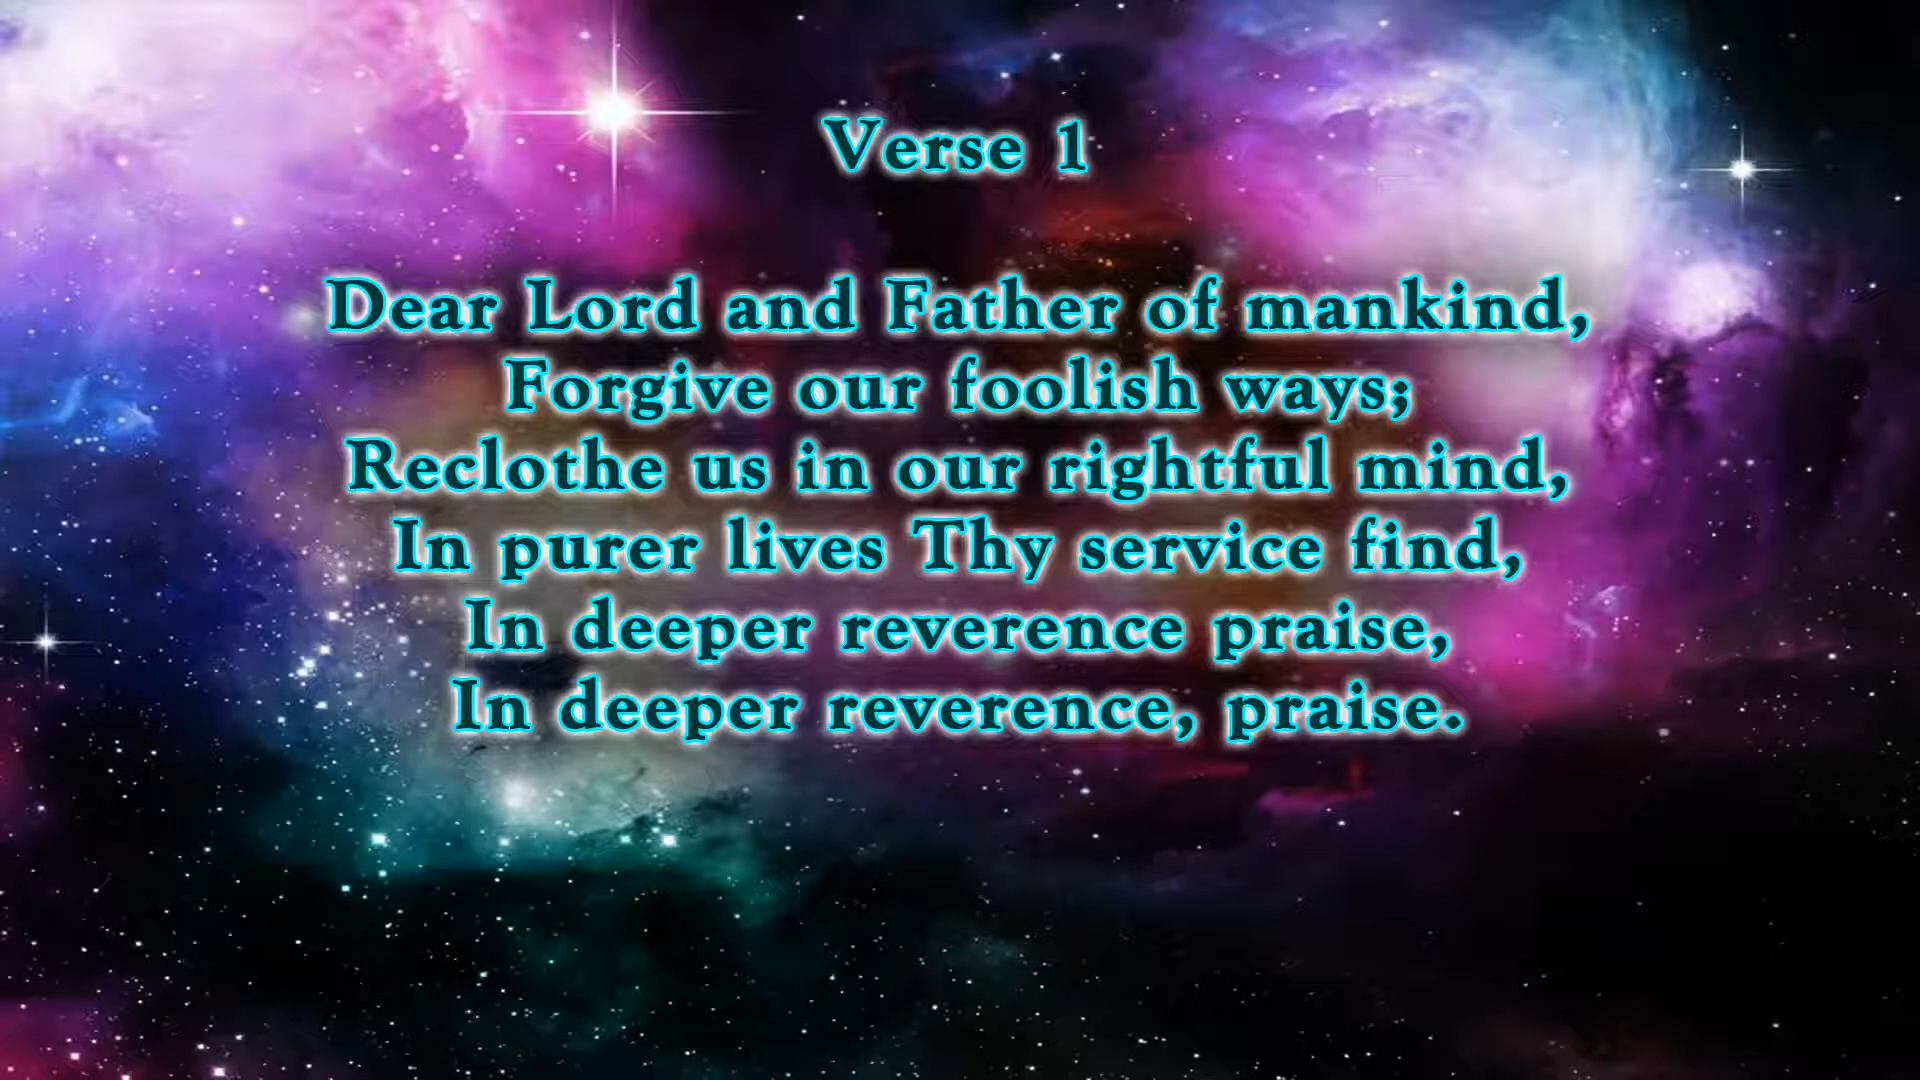 Verse 1
Dear Lord and Father of mankind,
Forgive our foolish ways;
Reclothe us in our rightful mind,
In purer lives Thy service find,
In deeper reverence praise,
In deeper reverence, praise.